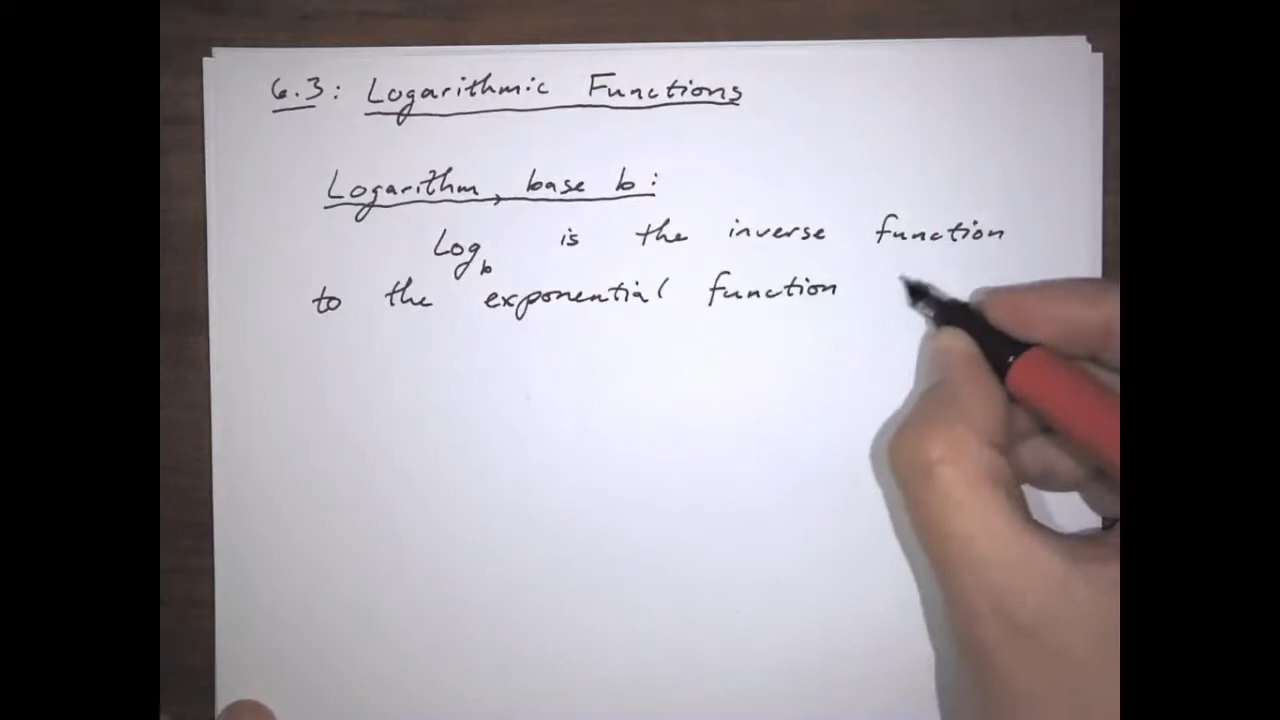 6.3: Logarithmic Functions
Logarithm, base b:
Log_b is the inverse function
to the exponential function